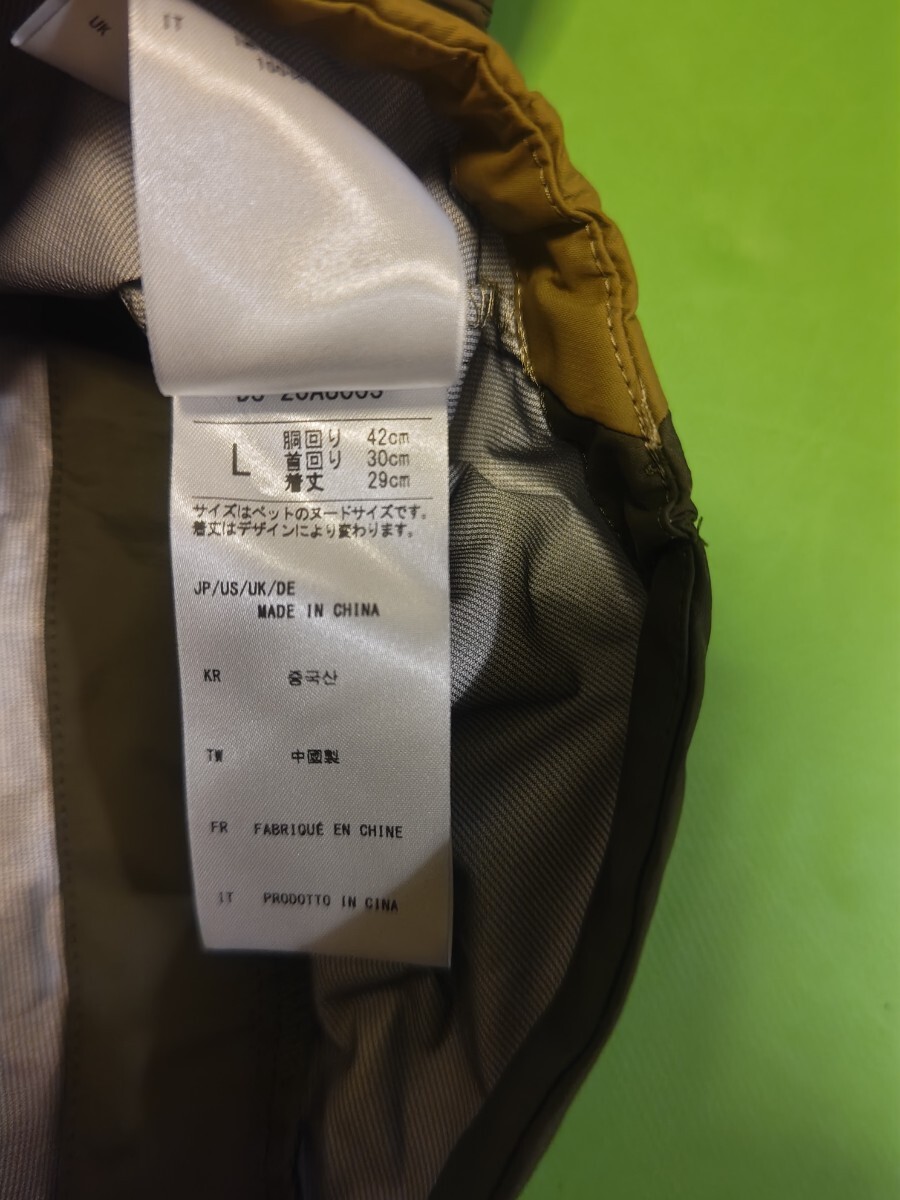 UK
IT
L
胴回り 42cm
首回り 30cm
着丈 29cm
サイズはペットのヌードサイズです。
着丈はデザインにより変わります。
JP/US/UK/DE
MADE IN CHINA
KR 중국산
TW 中國製
FR FABRIQUÉ EN CHINE
IT PRODOTTO IN CINA